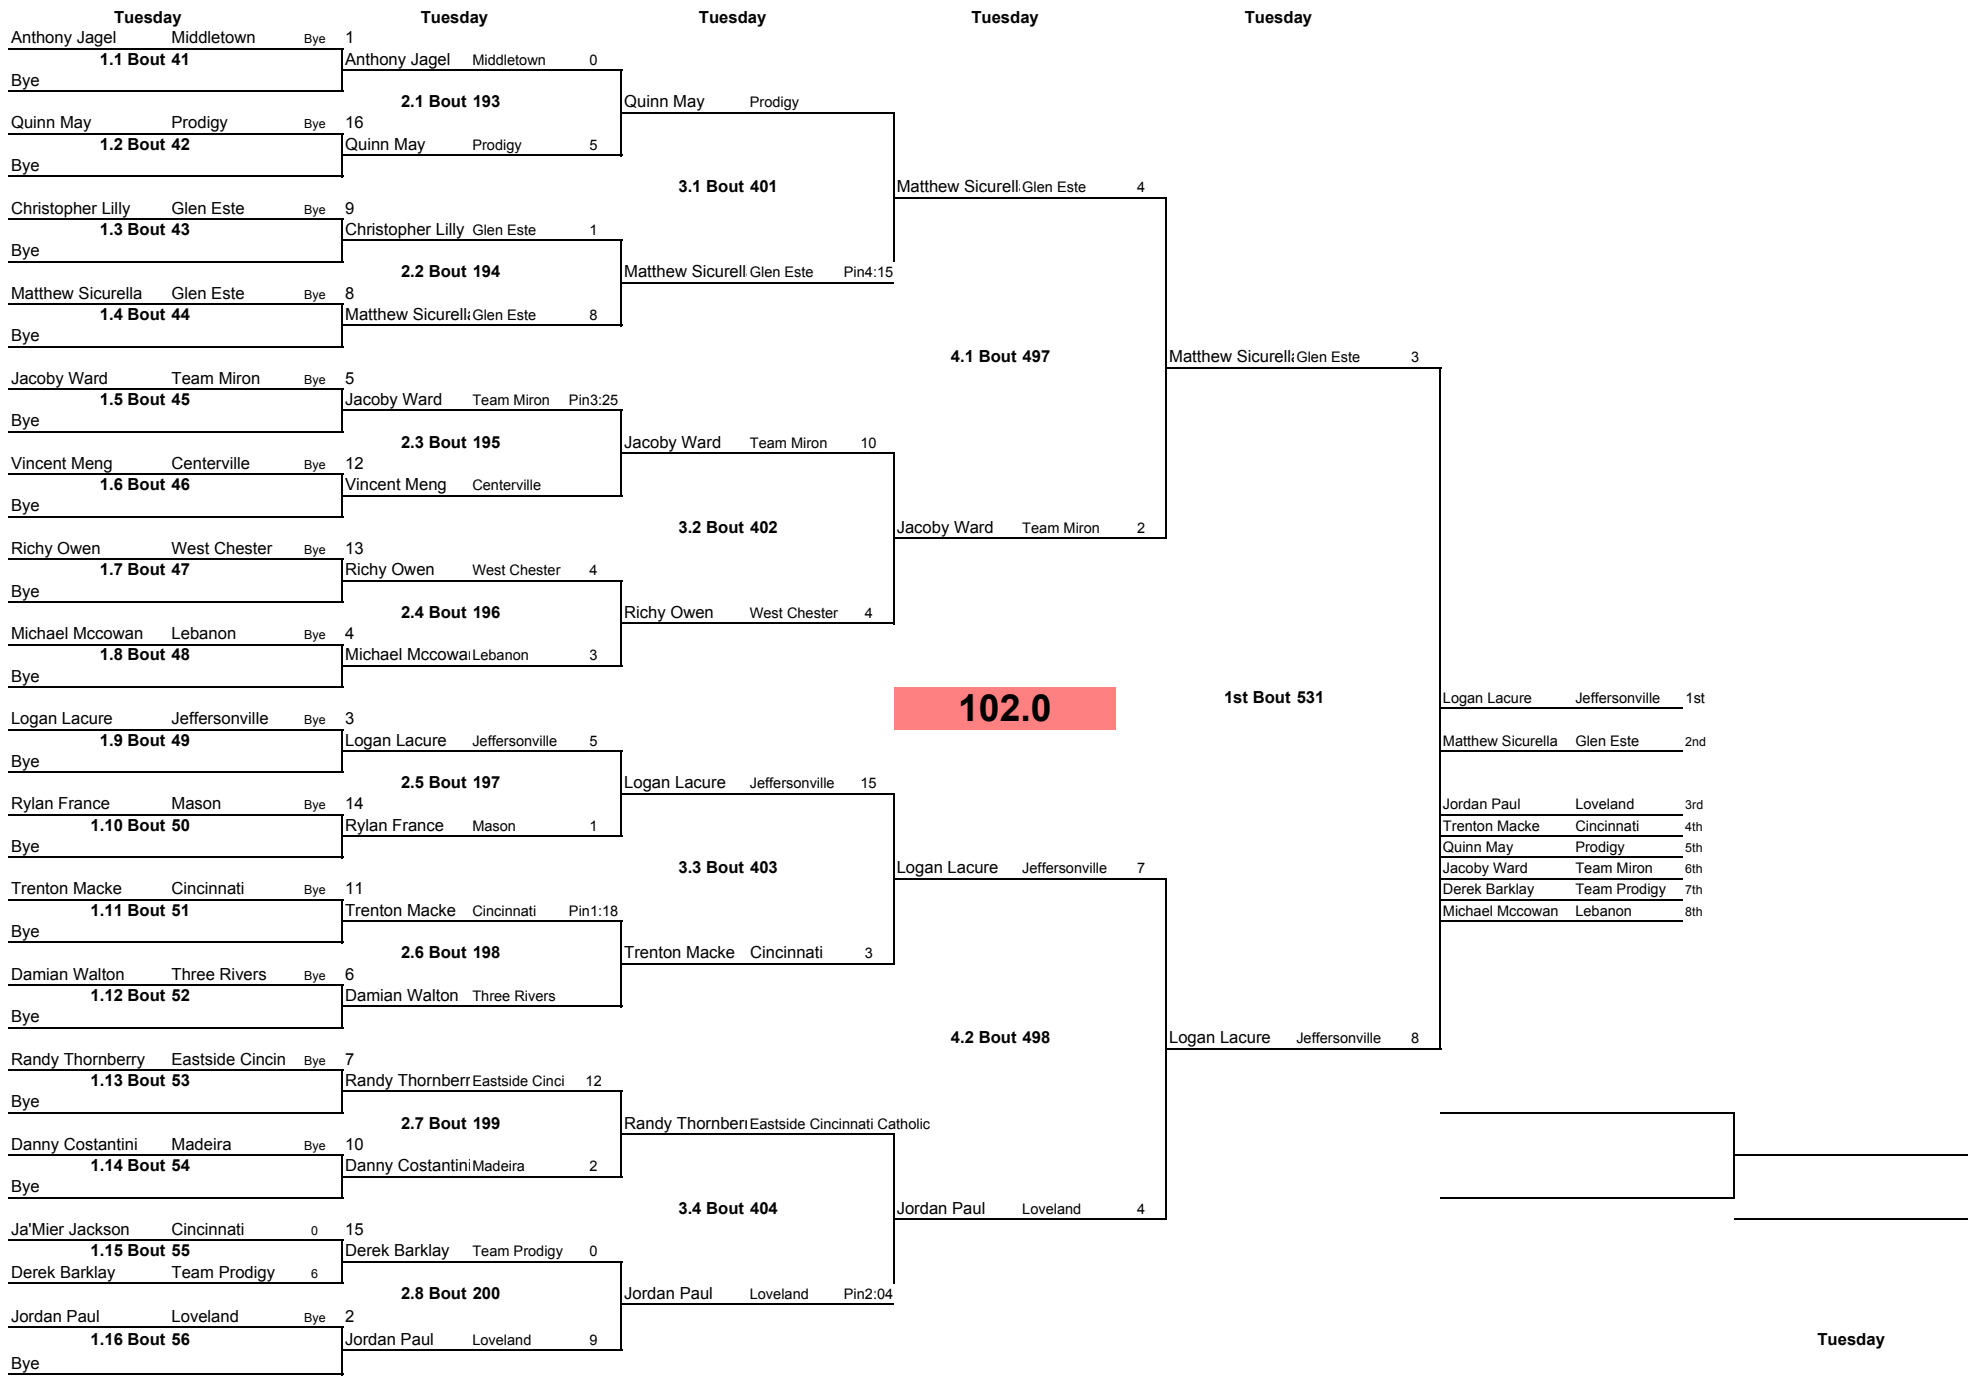 Tuesday Tuesday Tuesday Tuesday Tuesday
Anthony Jagel Middletown Bye 1
1.1 Bout 41 Anthony Jagel Middletown 0
Bye
2.1 Bout 193 Quinn May Prodigy
Quinn May Prodigy Bye 16
1.2 Bout 42 Quinn May Prodigy 5
Bye
3.1 Bout 401 Matthew Sicurell Glen Este 4
Christopher Lilly Glen Este Bye 9
1.3 Bout 43 Christopher Lilly Glen Este 1
Bye
2.2 Bout 194 Matthew Sicurell Glen Este Pin4:15
Matthew Sicurella Glen Este Bye 8
1.4 Bout 44 Matthew Sicurella Glen Este 8
Bye
4.1 Bout 497 Matthew Sicurella Glen Este 3
Jacoby Ward Team Miron Bye 5
1.5 Bout 45 Jacoby Ward Team Miron Pin3:25
Bye
2.3 Bout 195 Jacoby Ward Team Miron 10
Vincent Meng Centerville Bye 12
1.6 Bout 46 Vincent Meng Centerville
Bye
3.2 Bout 402 Jacoby Ward Team Miron 2
Richy Owen West Chester Bye 13
1.7 Bout 47 Richy Owen West Chester 4
Bye
2.4 Bout 196 Richy Owen West Chester 4
Michael Mccowan Lebanon Bye 4
1.8 Bout 48 Michael Mccowa Lebanon 3
Bye
102.0 1st Bout 531 Logan Lacure Jeffersonville 1st
Logan Lacure Jeffersonville Bye 3
1.9 Bout 49 Logan Lacure Jeffersonville 5 Matthew Sicurella Glen Este 2nd
Bye
2.5 Bout 197 Logan Lacure Jeffersonville 15
Rylan France Mason Bye 14 Jordan Paul Loveland 3rd
1.10 Bout 50 Rylan France Mason 1 Trenton Macke Cincinnati 4th
Bye Quinn May Prodigy 5th
3.3 Bout 403 Logan Lacure Jeffersonville 7 Jacoby Ward Team Miron 6th
Trenton Macke Cincinnati Bye 11 Derek Barklay Team Prodigy 7th
1.11 Bout 51 Trenton Macke Cincinnati Pin1:18 Michael Mccowan Lebanon 8th
Bye
2.6 Bout 198 Trenton Macke Cincinnati 3
Damian Walton Three Rivers Bye 6
1.12 Bout 52 Damian Walton Three Rivers
Bye
4.2 Bout 498 Logan Lacure Jeffersonville 8
Randy Thornberry Eastside Cincin Bye 7
1.13 Bout 53 Randy Thornberr Eastside Cinci 12
Bye
2.7 Bout 199 Randy Thornber Eastside Cincinnati Catholic
Danny Costantini Madeira Bye 10
1.14 Bout 54 Danny Costantini Madeira 2
Bye
3.4 Bout 404 Jordan Paul Loveland 4
Ja'Mier Jackson Cincinnati 0 15
1.15 Bout 55 Derek Barklay Team Prodigy 0
Derek Barklay Team Prodigy 6
2.8 Bout 200 Jordan Paul Loveland Pin2:04
Jordan Paul Loveland Bye 2
1.16 Bout 56 Jordan Paul Loveland 9 Tuesday
Bye